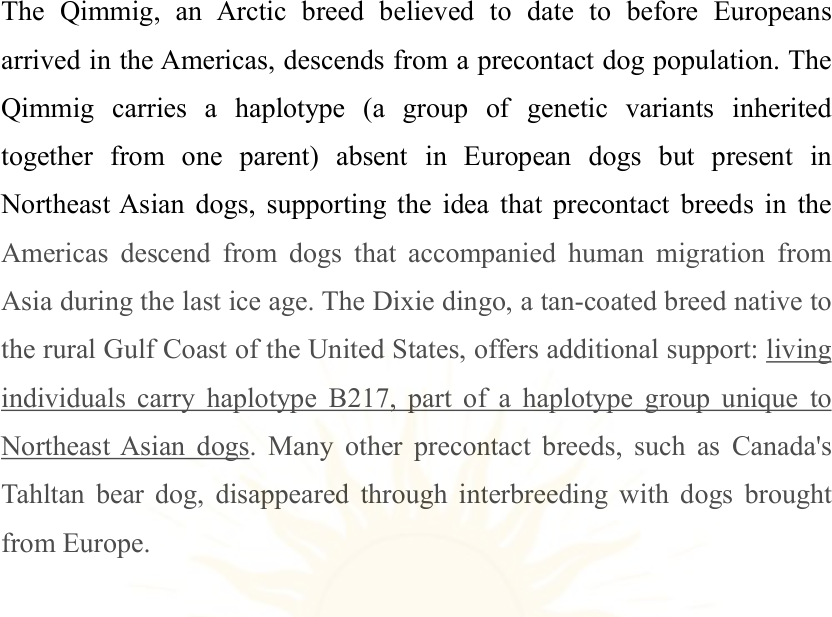 The Qimmig, an Arctic breed believed to date to before Europeans
arrived in the Americas, descends from a precontact dog population. The
Qimmig carries a haplotype (a group of genetic variants inherited
together from one parent) absent in European dogs but present in
Northeast Asian dogs, supporting the idea that precontact breeds in the
Americas descend from dogs that accompanied human migration from
Asia during the last ice age. The Dixie dingo, a tan-coated breed native to
the rural Gulf Coast of the United States, offers additional support: living
individuals carry haplotype B217, part of a haplotype group unique to
Northeast Asian dogs. Many other precontact breeds, such as Canada's
Tahltan bear dog, disappeared through interbreeding with dogs brought
from Europe.